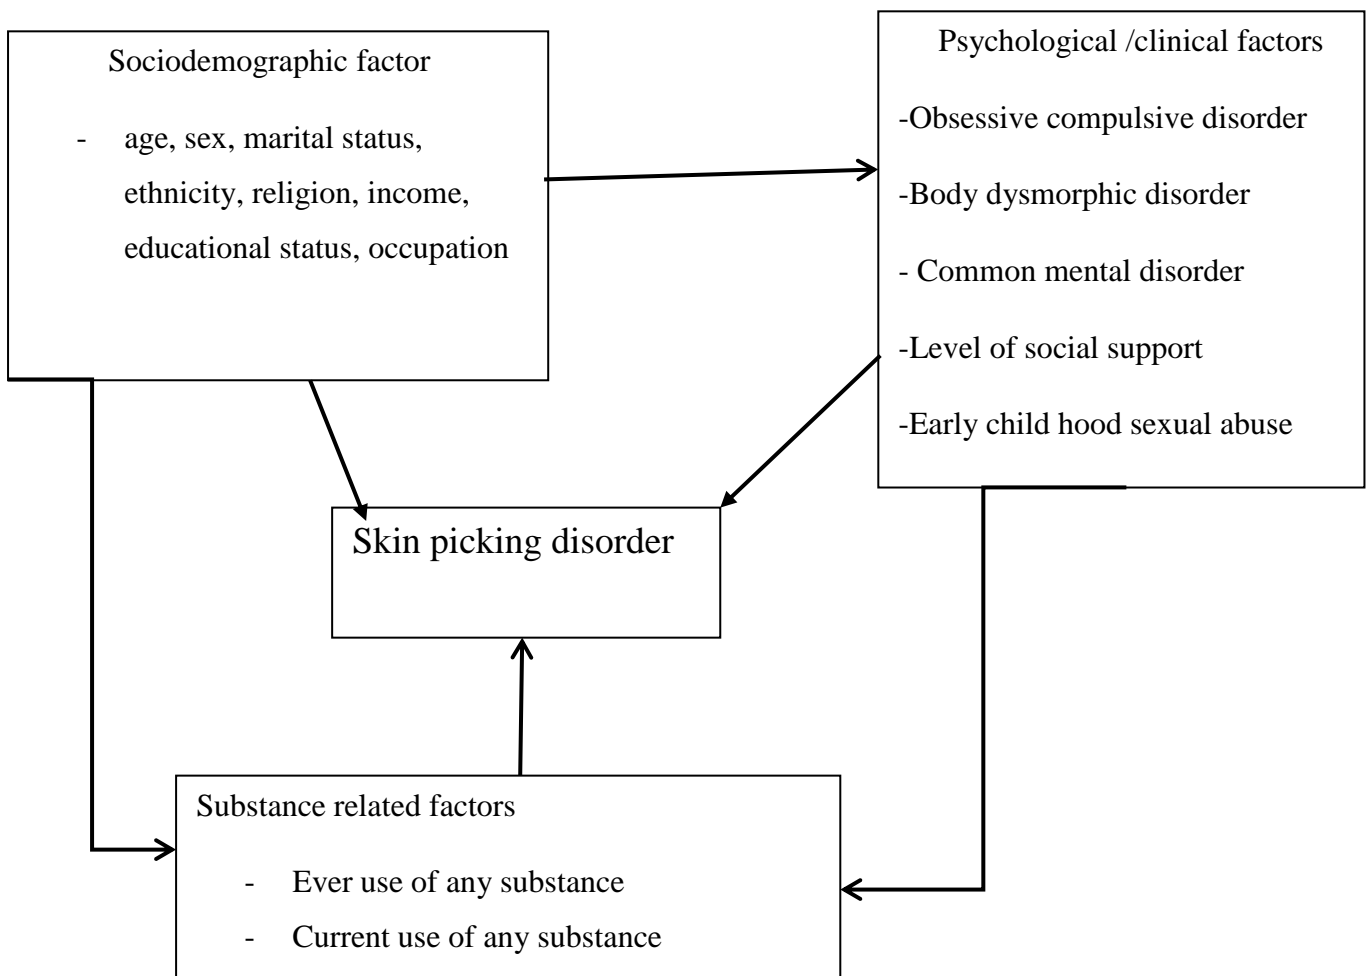 Sociodemographic factor
- age, sex, marital status,
ethnicity, religion, income,
educational status, occupation
Psychological /clinical factors
-Obsessive compulsive disorder
-Body dysmorphic disorder
- Common mental disorder
-Level of social support
-Early child hood sexual abuse
Skin picking disorder
Substance related factors
- Ever use of any substance
- Current use of any substance